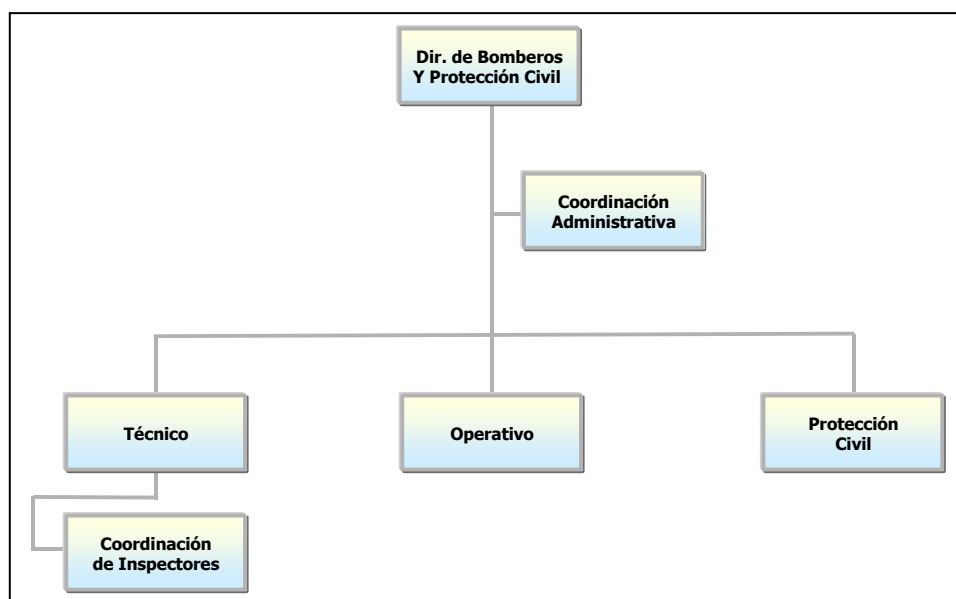 Dir. de Bomberos
Y Protección Civil
Coordinación
Administrativa
Técnico
Operativo
Protección
Civil
Coordinación
de Inspectores